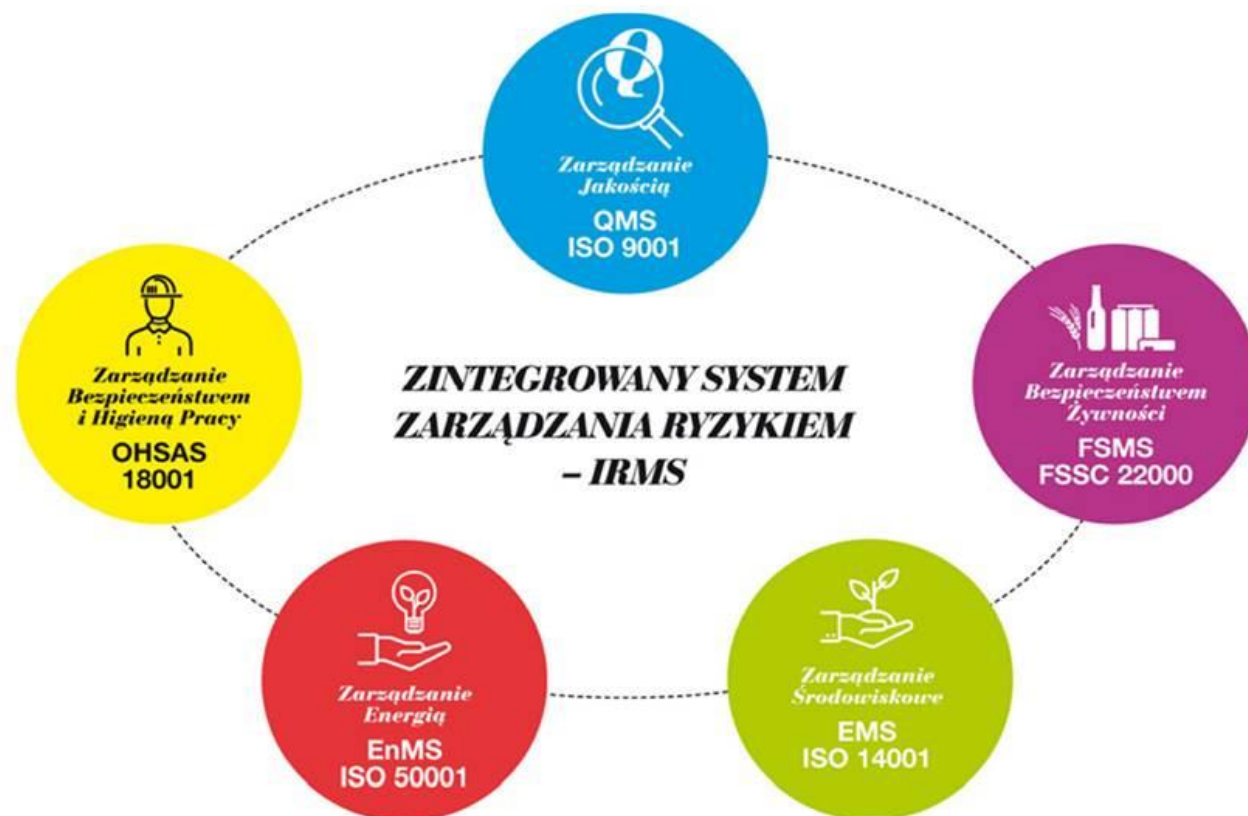 Q
Zarządzanie
Jakością
QMS
ISO 9001
Zarządzanie
Bezpieczeństwem
i Higieną Pracy
OHSAS
18001
ZINTEGROWANY SYSTEM
ZARZĄDZANIA RYZYKIEM
– IRMS
Zarządzanie
Bezpieczeństwem
Żywności
FSMS
FSSC 22000
Zarządzanie
Energią
EnMS
ISO 50001
Zarządzanie
Środowiskowe
EMS
ISO 14001